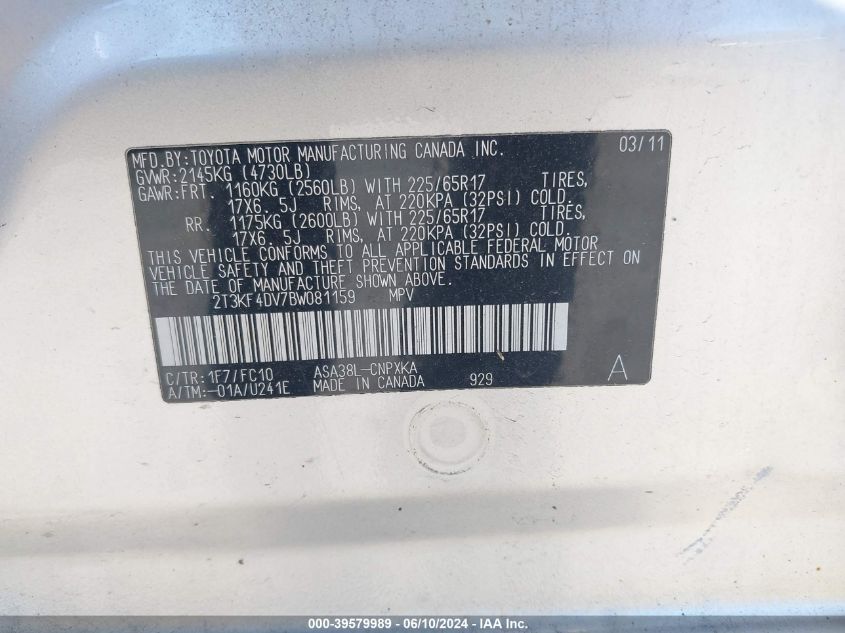 MFD.BY:TOYOTA MOTOR MANUFACTURING CANADA INC. 03/11
GVWR:2145KG (4730LB)
GAWR:FRT. 1160KG (2560LB) WITH 225/65R17 TIRES,
17X6.5J RIMS, AT 220KPA (32PSI) COLD.
RR. 1175KG (2600LB) WITH 225/65R17 TIRES,
17X6.5J RIMS, AT 220KPA (32PSI) COLD.
THIS VEHICLE CONFORMS TO ALL APPLICABLE FEDERAL MOTOR
VEHICLE SAFETY AND THEFT PREVENTION STANDARDS IN EFFECT ON
THE DATE OF MANUFACTURE SHOWN ABOVE.
2T3KF4DV7BW081159 MPV
C/TR:1F7/FC10 ASA38L-CNPXKA
A/TM:-01A/U241E MADE IN CANADA 929 A
000-39579989 - 06/10/2024 - IAA Inc.